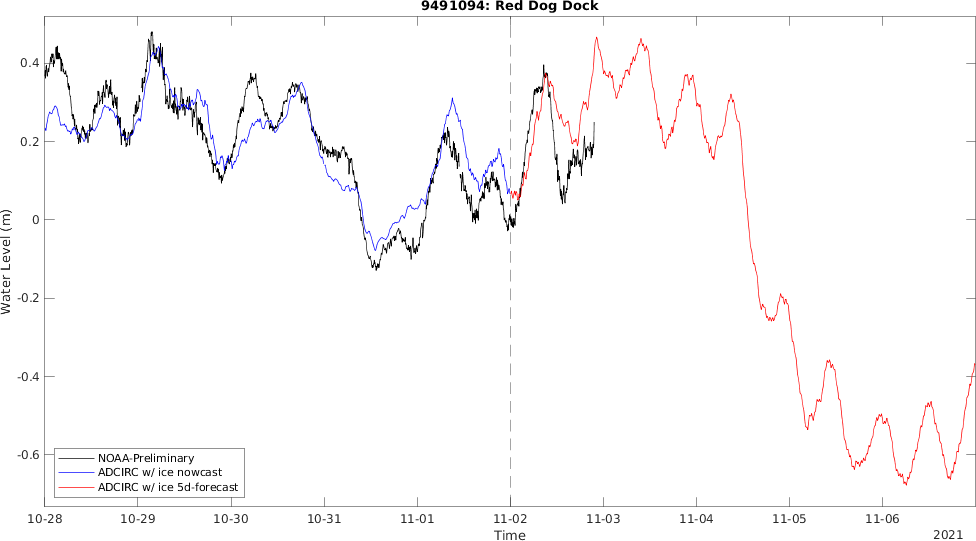 9491094: Red Dog Dock
Water Level (m)
0.4
0.2
0
-0.2
-0.4
-0.6
NOAA-Preliminary
ADCIRC w/ ice nowcast
ADCIRC w/ ice 5d-forecast
10-28 10-29 10-30 10-31 11-01 11-02 11-03 11-04 11-05 11-06
Time
2021